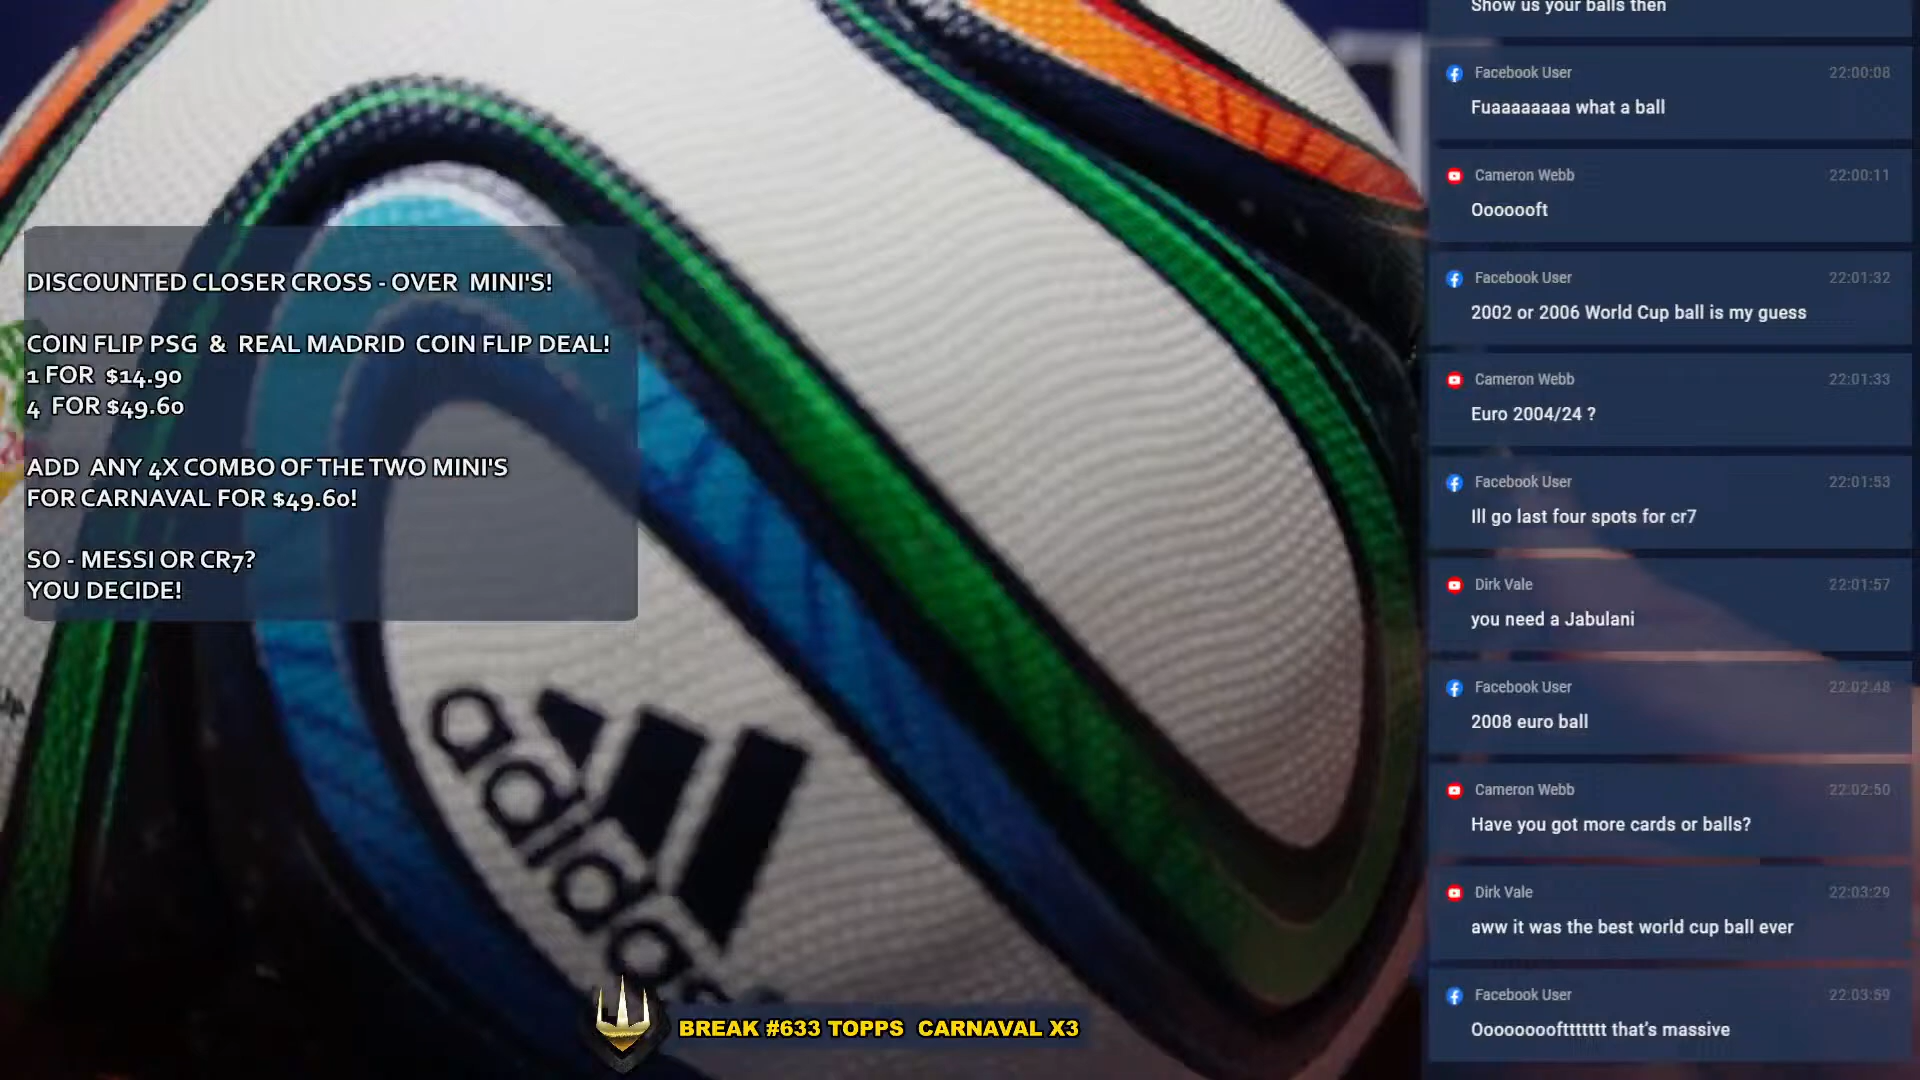 DISCOUNTED CLOSER CROSS - OVER MINI'S!
COIN FLIP PSG & REAL MADRID COIN FLIP DEAL!
1 FOR $14.90
4 FOR $49.60
ADD ANY 4X COMBO OF THE TWO MINI'S
FOR CARNAVAL FOR $49.60!
SO - MESSI OR CR7?
YOU DECIDE!
adidas
BREAK #633 TOPPS CARNAVAL X3
Show us your balls then
Facebook User 22:00:08
Fuaaaaaaaa what a ball
Cameron Webb 22:00:11
Ooooooft
Facebook User 22:01:32
2002 or 2006 World Cup ball is my guess
Cameron Webb 22:01:33
Euro 2004/24 ?
Facebook User 22:01:53
Ill go last four spots for cr7
Dirk Vale 22:01:57
you need a Jabulani
Facebook User 22:02:48
2008 euro ball
Cameron Webb 22:02:50
Have you got more cards or balls?
Dirk Vale 22:03:29
aww it was the best world cup ball ever
Facebook User 22:03:59
Ooooooooftttttt that's massive